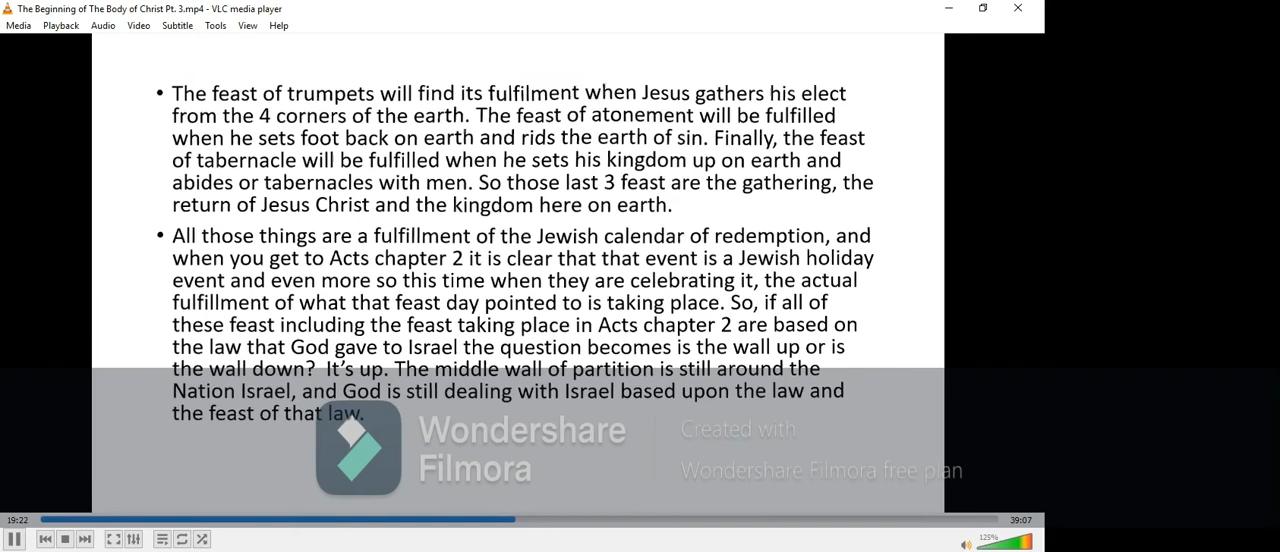 The Beginning of The Body of Christ Pt. 3.mp4 - VLC media player
Media Playback Audio Video Subtitle Tools View Help
• The feast of trumpets will find its fulfilment when Jesus gathers his elect
from the 4 corners of the earth. The feast of atonement will be fulfilled
when he sets foot back on earth and rids the earth of sin. Finally, the feast
of tabernacle will be fulfilled when he sets his kingdom up on earth and
abides or tabernacles with men. So those last 3 feast are the gathering, the
return of Jesus Christ and the kingdom here on earth.
• All those things are a fulfillment of the Jewish calendar of redemption, and
when you get to Acts chapter 2 it is clear that that event is a Jewish holiday
event and even more so this time when they are celebrating it, the actual
fulfillment of what that feast day pointed to is taking place. So, if all of
these feast including the feast taking place in Acts chapter 2 are based on
the law that God gave to Israel the question becomes is the wall up or is
the wall down? It's up. The middle wall of partition is still around the
Nation Israel, and God is still dealing with Israel based upon the law and
the feast of that law.
Wondershare
Filmora
Created with
Wondershare Filmora free plan
19:22
39:07
125%